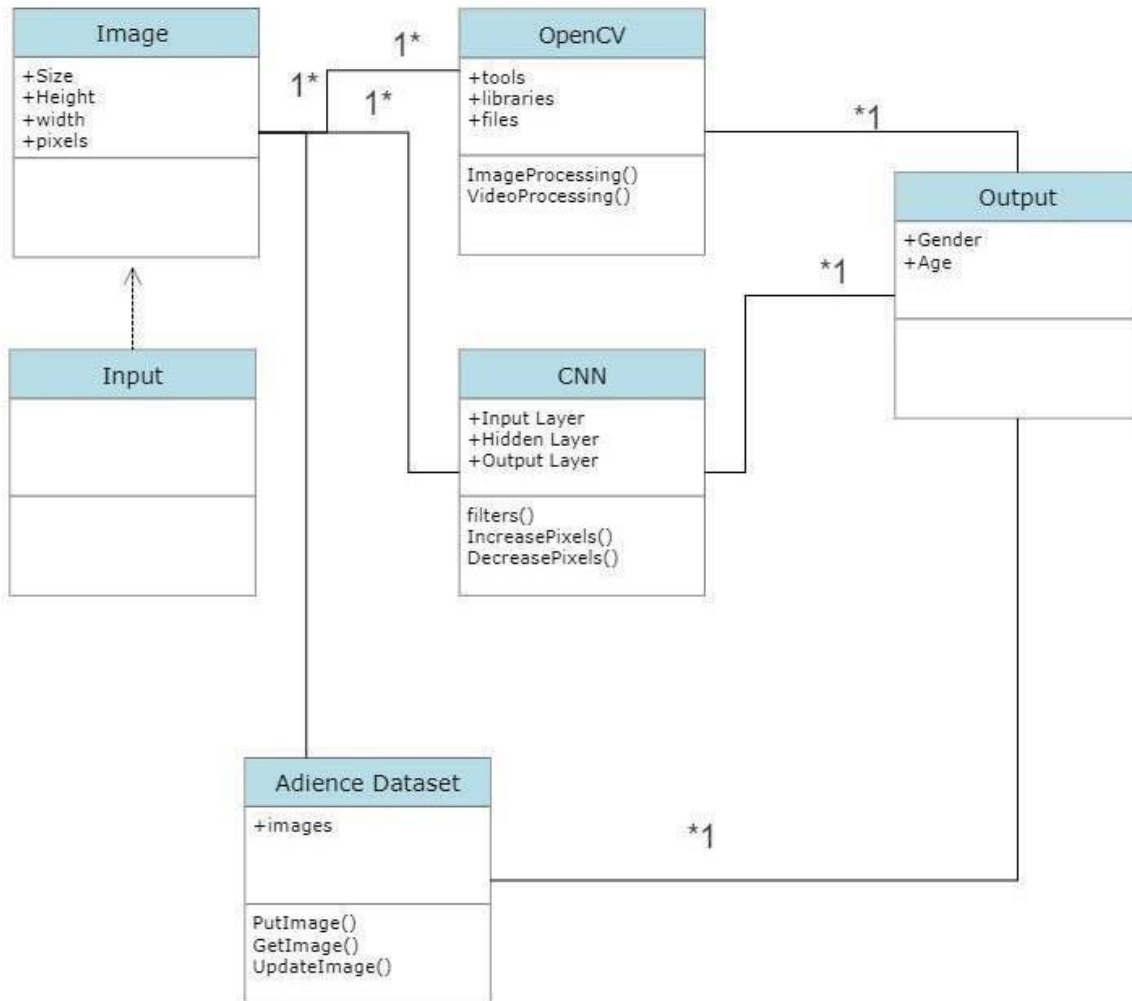 Image
+Size
+Height
+width
+pixels
1*
1*
1*
OpenCV
+tools
+libraries
+files
ImageProcessing()
VideoProcessing()
*1
Output
+Gender
+Age
*1
Input
CNN
+Input Layer
+Hidden Layer
+Output Layer
filters()
IncreasePixels()
DecreasePixels()
Adience Dataset
+images
PutImage()
GetImage()
UpdateImage()
*1